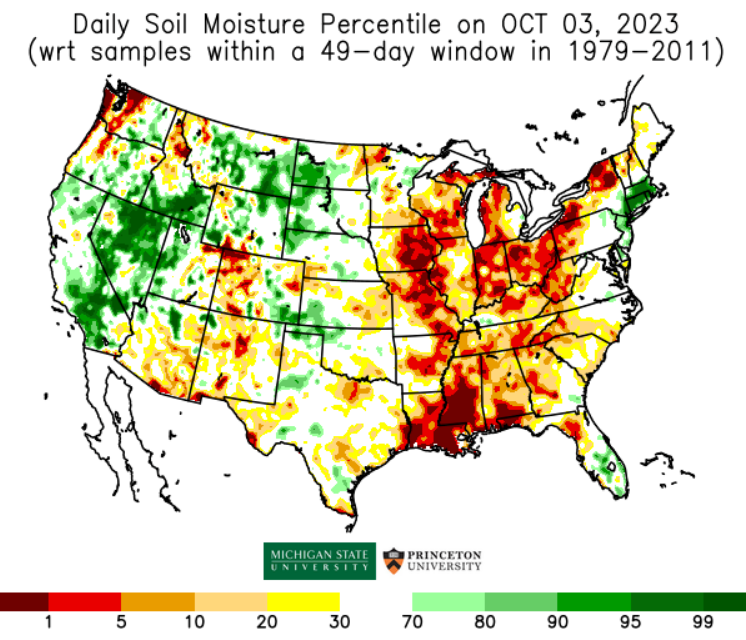 Daily Soil Moisture Percentile on OCT 03, 2023
(wrt samples within a 49-day window in 1979-2011)
MICHIGAN STATE
UNIVERSITY
PRINCETON
UNIVERSITY
1 5 10 20 30 70 80 90 95 99